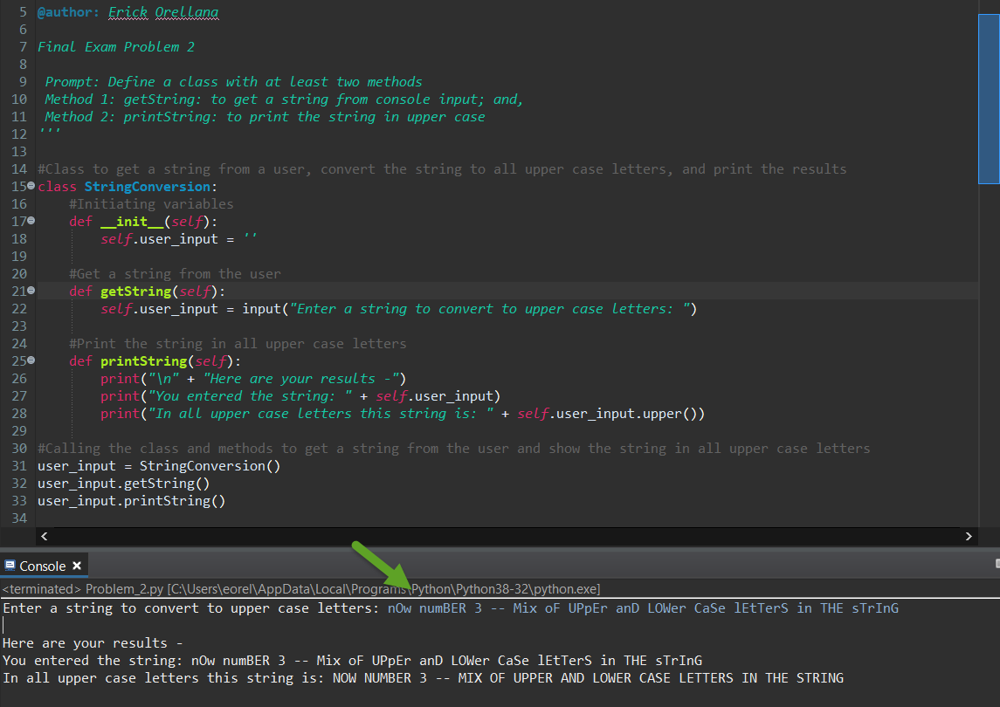 5 @author: Erick Orellana
6
7 Final Exam Problem 2
8
9 Prompt: Define a class with at least two methods
10 Method 1: getString: to get a string from console input; and,
11 Method 2: printString: to print the string in upper case
12 '''
13
14 #Class to get a string from a user, convert the string to all upper case letters, and print the results
15 class StringConversion:
16     #Initiating variables
17     def __init__(self):
18         self.user_input = ''
19
20     #Get a string from the user
21     def getString(self):
22         self.user_input = input("Enter a string to convert to upper case letters: ")
23
24     #Print the string in all upper case letters
25     def printString(self):
26         print("\n" + "Here are your results -")
27         print("You entered the string: " + self.user_input)
28         print("In all upper case letters this string is: " + self.user_input.upper())
29
30 #Calling the class and methods to get a string from the user and show the string in all upper case letters
31 user_input = StringConversion()
32 user_input.getString()
33 user_input.printString()
34
Console
<terminated> Problem_2.py [C:\Users\eorel\AppData\Local\Programs\Python\Python38-32\python.exe]
Enter a string to convert to upper case letters: nOw numBER 3 -- Mix oF UPpEr anD LOWer CaSe lEtTerS in THE sTrInG
Here are your results -
You entered the string: nOw numBER 3 -- Mix oF UPpEr anD LOWer CaSe lEtTerS in THE sTrInG
In all upper case letters this string is: NOW NUMBER 3 -- MIX OF UPPER AND LOWER CASE LETTERS IN THE STRING